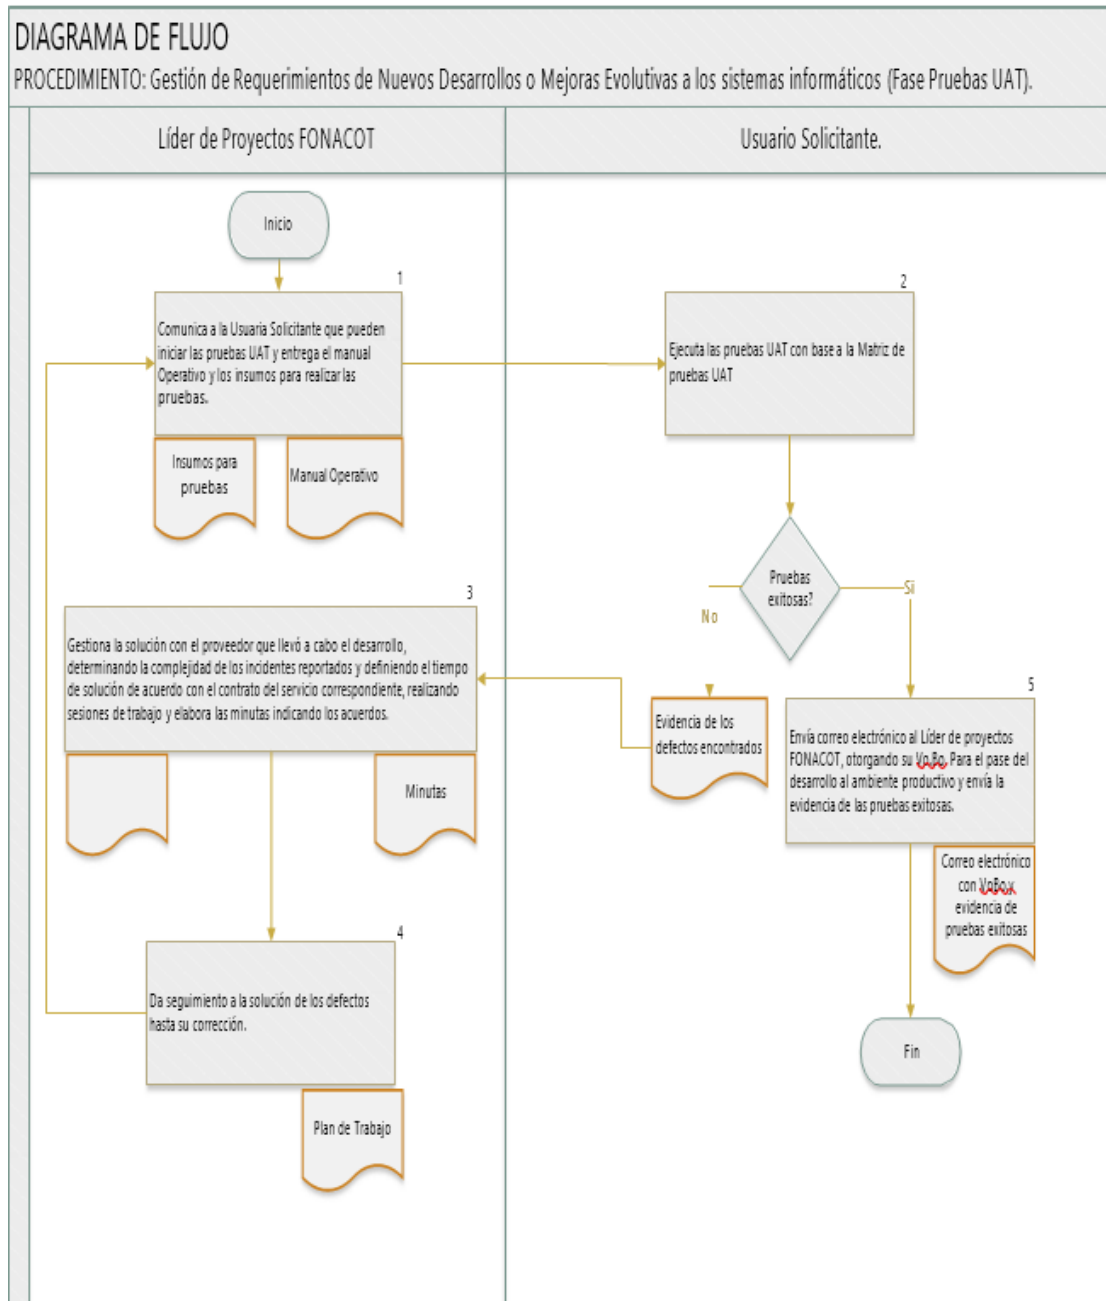 DIAGRAMA DE FLUJO
PROCEDIMIENTO: Gestión de Requerimientos de Nuevos Desarrollos o Mejoras Evolutivas a los sistemas informáticos (Fase Pruebas UAT).
Líder de Proyectos FONACOT
Usuario Solicitante.
Inicio
1
Comunica a la Usuaria Solicitante que pueden
iniciar las pruebas UAT y entrega el manual
Operativo y los insumos para realizar las
pruebas.
Insumos para
pruebas
Manual Operativo
2
Ejecuta las pruebas UAT con base a la Matriz de
pruebas UAT
Pruebas
exitosas?
No
Si
Evidencia de los
defectos encontrados
3
Gestiona la solución con el proveedor que llevó a cabo el desarrollo,
determinando la complejidad de los incidentes reportados y definiendo el tiempo
de solución de acuerdo con el contrato del servicio correspondiente, realizando
sesiones de trabajo y elabora las minutas indicando los acuerdos.
Minutas
4
Da seguimiento a la solución de los defectos
hasta su corrección.
Plan de Trabajo
5
Envía correo electrónico al Líder de proyectos
FONACOT, otorgando su Vo.Bo. Para el pase del
desarrollo al ambiente productivo y envía la
evidencia de las pruebas exitosas.
Correo electrónico
con VoBo y
evidencia de
pruebas exitosas
Fin